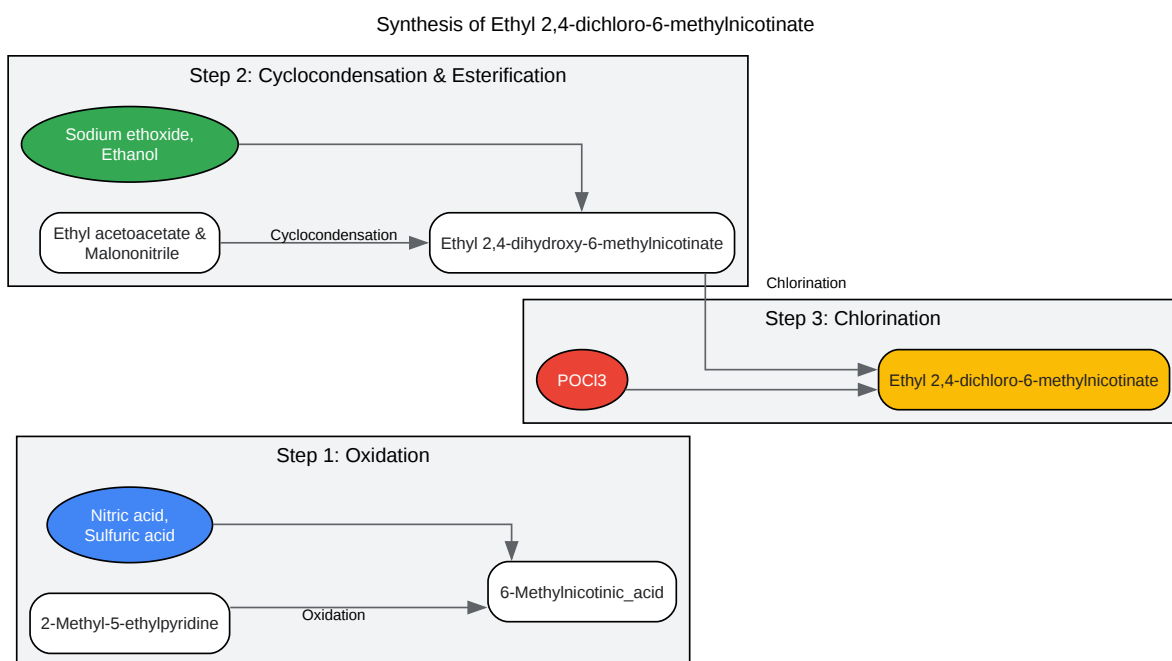 Synthesis of Ethyl 2,4-dichloro-6-methylnicotinate
Step 2: Cyclocondensation & Esterification
Sodium ethoxide,
Ethanol
Ethyl acetoacetate &
Malononitrile
Cyclocondensation
Ethyl 2,4-dihydroxy-6-methylnicotinate
Chlorination
Step 3: Chlorination
POCl3
Ethyl 2,4-dichloro-6-methylnicotinate
Step 1: Oxidation
Nitric acid,
Sulfuric acid
6-Methylnicotinic_acid
2-Methyl-5-ethylpyridine
Oxidation